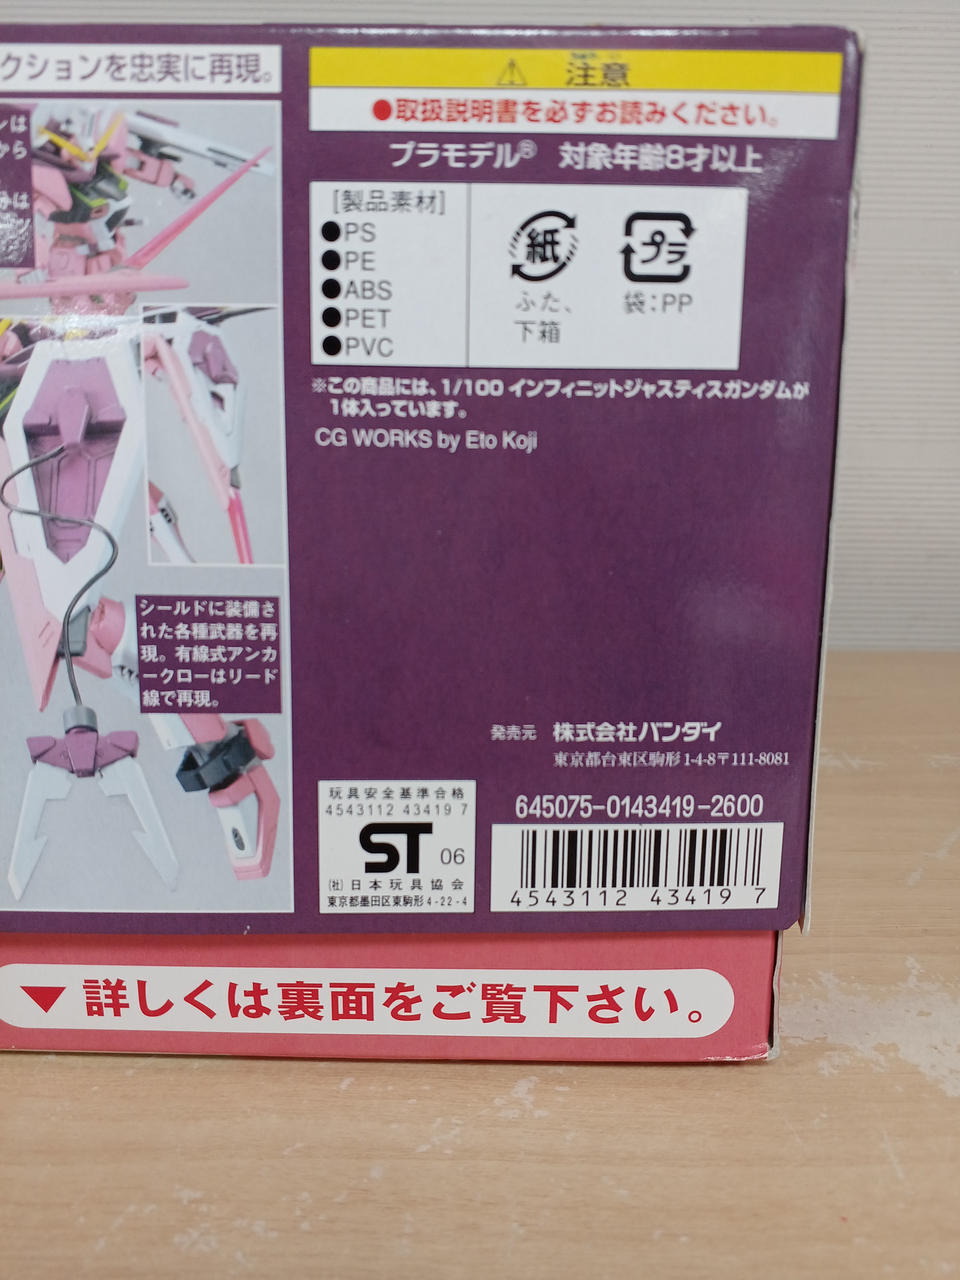 クションを忠実に再現。
ンは
から
は
シールドに装備さ
れた各種武器を再
現。有線式アンカ
ークローはリード
線で再現。
⚠ 注意
●取扱説明書を必ずお読みください。
プラモデル® 対象年齢8才以上
[製品素材]
●PS
●PE
●ABS
●PET
●PVC
紙
ふた、
下箱
プラ
袋:PP
※この商品には、1/100 インフィニットジャスティスガンダムが
1体入っています。
CG WORKS by Eto Koji
発売元 株式会社バンダイ
東京都台東区駒形1-4-8〒111-8081
玩具安全基準合格
4543112 43419 7
ST 06
(社)日本玩具協会
東京都墨田区東駒形4-22-4
645075-0143419-2600
4543112 434197
▼ 詳しくは裏面をご覧下さい。